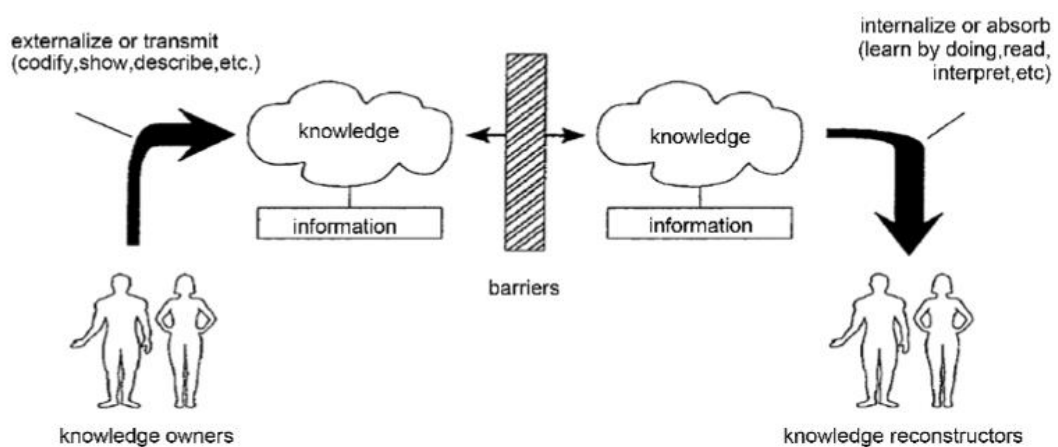 externalize or transmit
(codify,show,describe,etc.)
internalize or absorb
(learn by doing,read,
interpret,etc)
knowledge
knowledge
information
information
barriers
knowledge owners
knowledge reconstructors